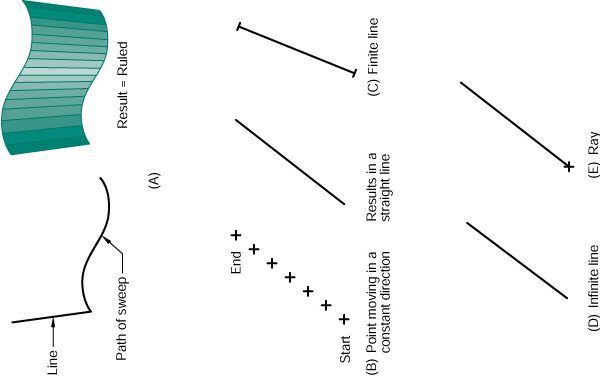 Line
Path of
sweep
Result = Ruled
(A)
Start
End
(B) Point moving in a
constant direction
Results in a
straight line
(C) Finite line
(D) Infinite line
(E) Ray